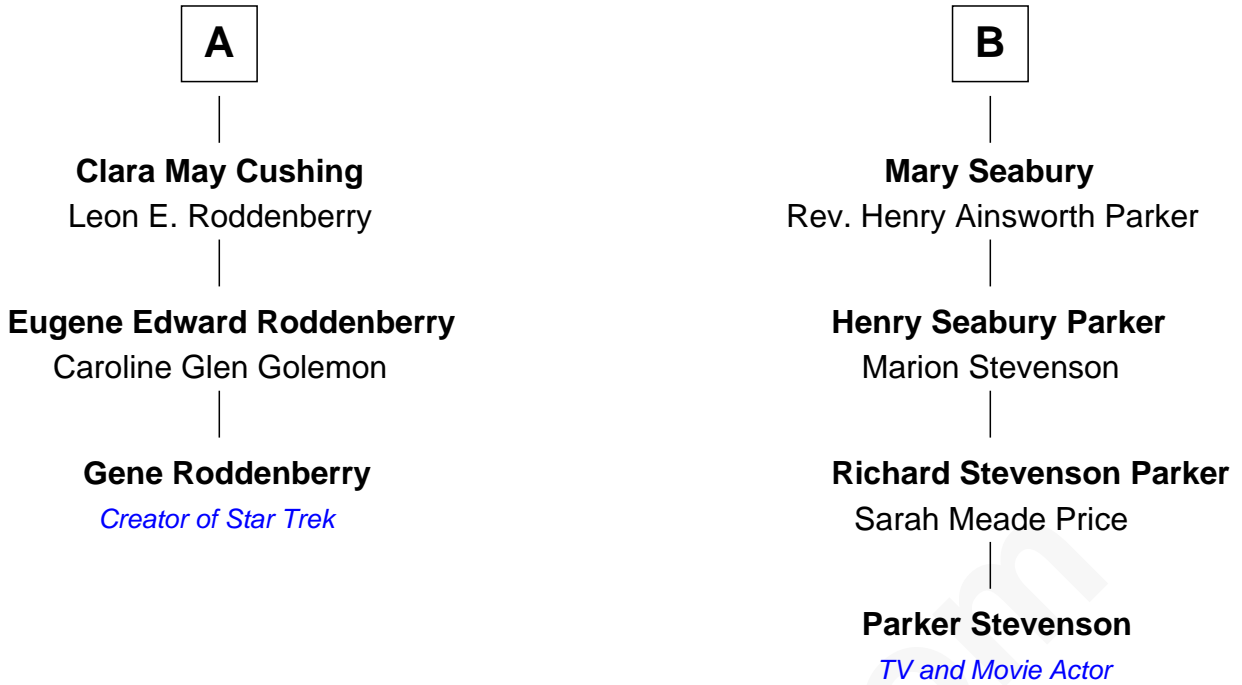 A
Clara May Cushing
Leon E. Roddenberry
Eugene Edward Roddenberry
Caroline Glen Golemon
Gene Roddenberry
Creator of Star Trek
B
Mary Seabury
Rev. Henry Ainsworth Parker
Henry Seabury Parker
Marion Stevenson
Richard Stevenson Parker
Sarah Meade Price
Parker Stevenson
TV and Movie Actor